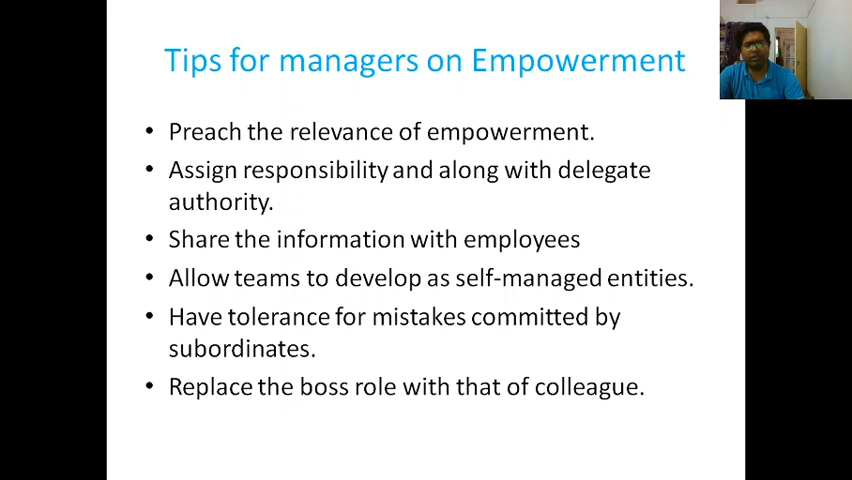 Tips for managers on Empowerment
• Preach the relevance of empowerment.
• Assign responsibility and along with delegate
authority.
• Share the information with employees
• Allow teams to develop as self-managed entities.
• Have tolerance for mistakes committed by
subordinates.
• Replace the boss role with that of colleague.